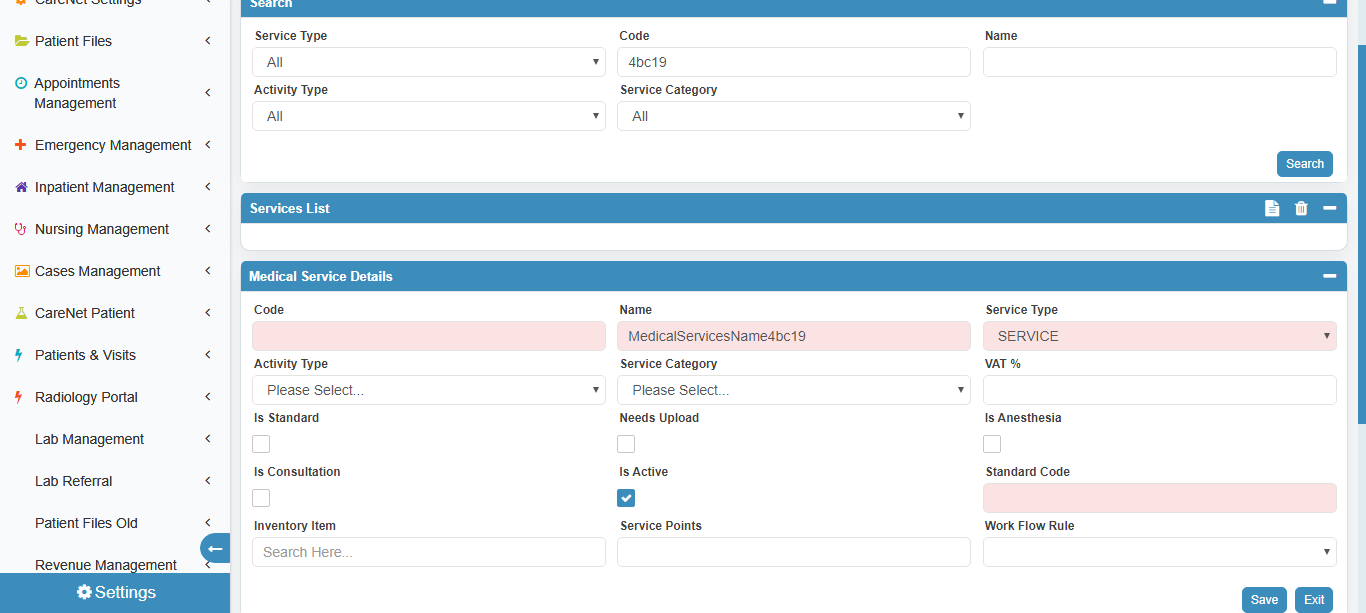 CareNet Settings
Patient Files
Appointments
Management
Emergency Management
Inpatient Management
Nursing Management
Cases Management
CareNet Patient
Patients & Visits
Radiology Portal
Lab Management
Lab Referral
Patient Files Old
Revenue Management
Settings
Search
Service Type Code Name
All 4bc19
Activity Type Service Category
All All
Search
Services List
Medical Service Details
Code Name Service Type
MedicalServicesName4bc19 SERVICE
Activity Type Service Category VAT %
Please Select... Please Select...
Is Standard Needs Upload Is Anesthesia
Is Consultation Is Active Standard Code
Inventory Item Service Points Work Flow Rule
Search Here...
Save Exit